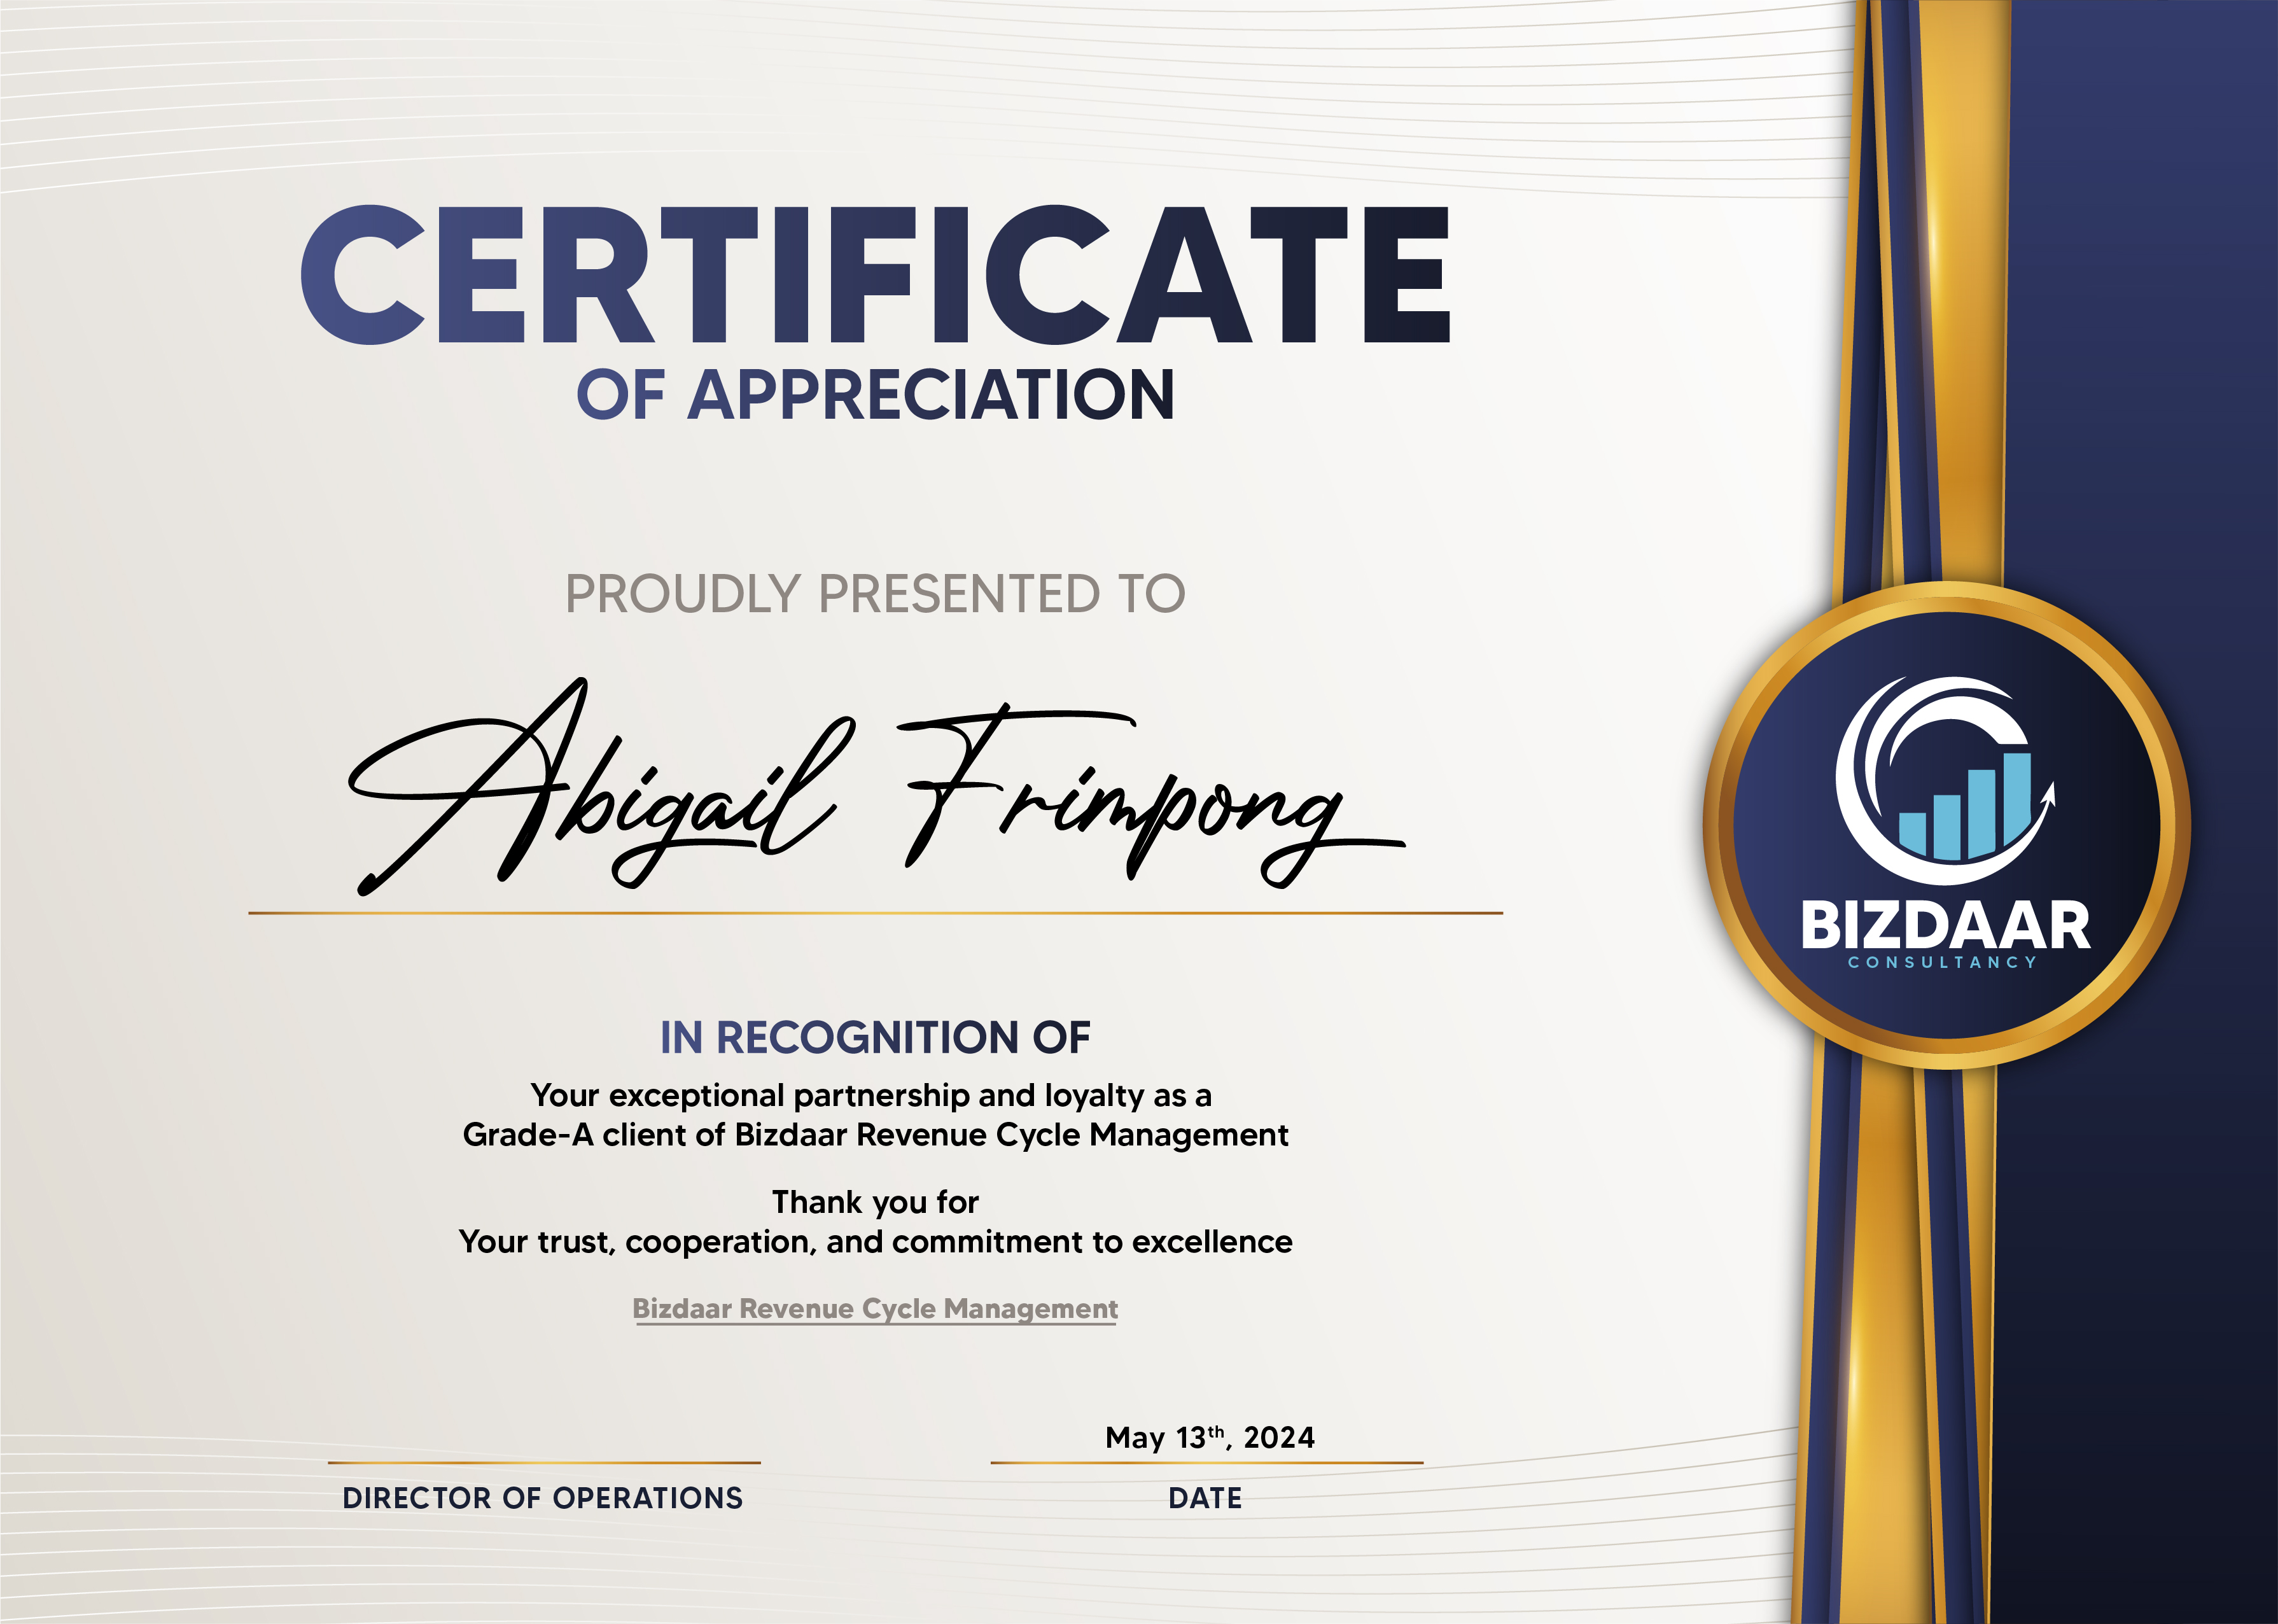 CERTIFICATE
OF APPRECIATION
PROUDLY PRESENTED TO
Abigail Frimpong
IN RECOGNITION OF
Your exceptional partnership and loyalty as a
Grade-A client of Bizdaar Revenue Cycle Management
Thank you for
Your trust, cooperation, and commitment to excellence
Bizdaar Revenue Cycle Management
May 13th, 2024
DIRECTOR OF OPERATIONS
DATE
BIZDAAR
CONSULTANCY